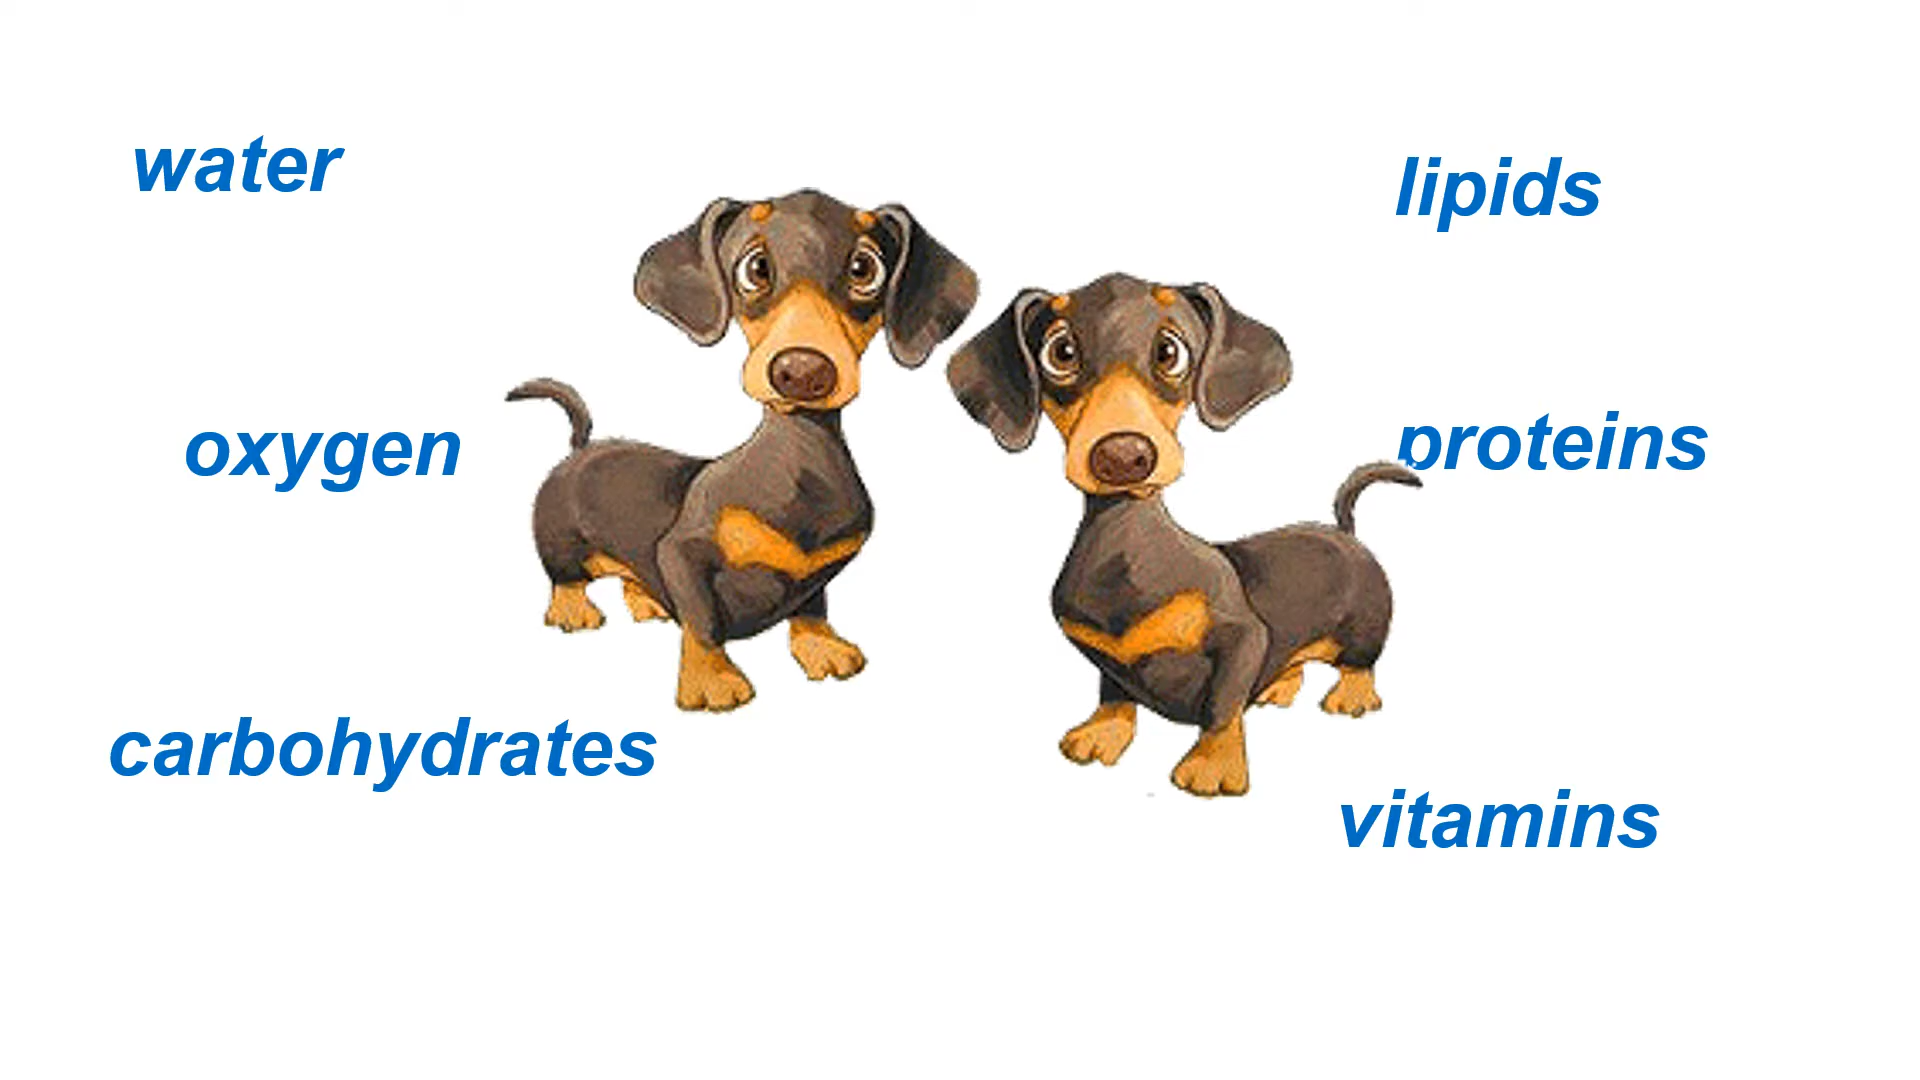 water
lipids
oxygen
proteins
carbohydrates
vitamins